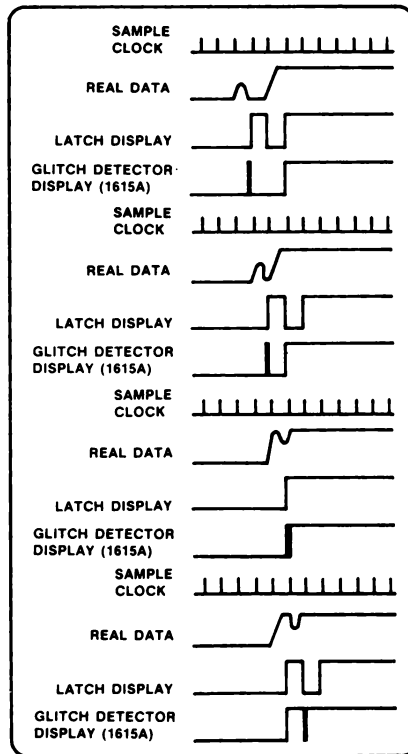 SAMPLE
CLOCK
REAL DATA
LATCH DISPLAY
GLITCH DETECTOR
DISPLAY (1615A)
SAMPLE
CLOCK
REAL DATA
LATCH DISPLAY
GLITCH DETECTOR
DISPLAY (1615A)
SAMPLE
CLOCK
REAL DATA
LATCH DISPLAY
GLITCH DETECTOR
DISPLAY (1615A)
SAMPLE
CLOCK
REAL DATA
LATCH DISPLAY
GLITCH DETECTOR
DISPLAY (1615A)